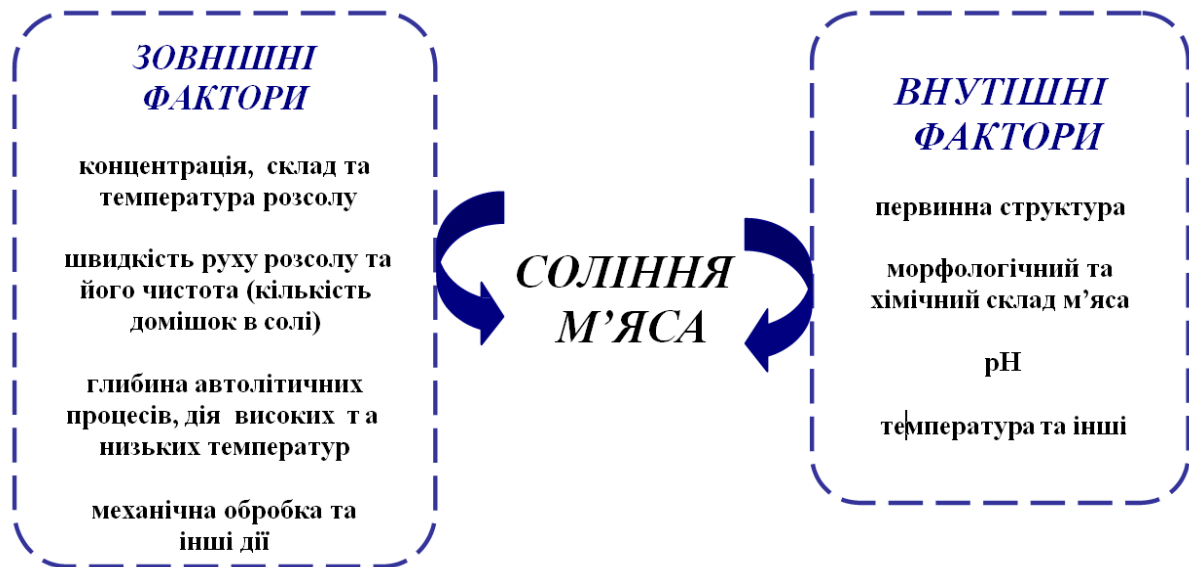 ЗОВНІШНІ
ФАКТОРИ
концентрація, склад та
температура розсолу
швидкість руху розсолу та
його чистота (кількість
домішок в солі)
глибина автолітичних
процесів, дія високих та
низьких температур
механічна обробка та
інші дії
СОЛІННЯ
М’ЯСА
ВНУТІШНІ
ФАКТОРИ
первинна структура
морфологічний та
хімічний склад м’яса
рН
температура та інші